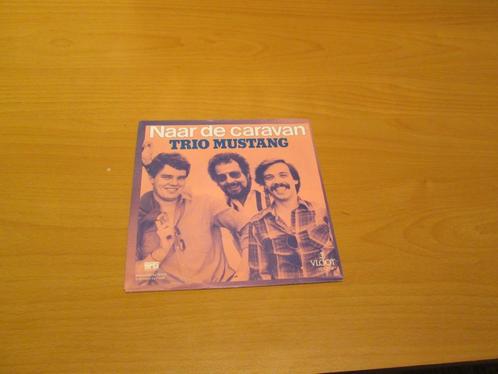 Naar de caravan
TRIO MUSTANG
VLOOT